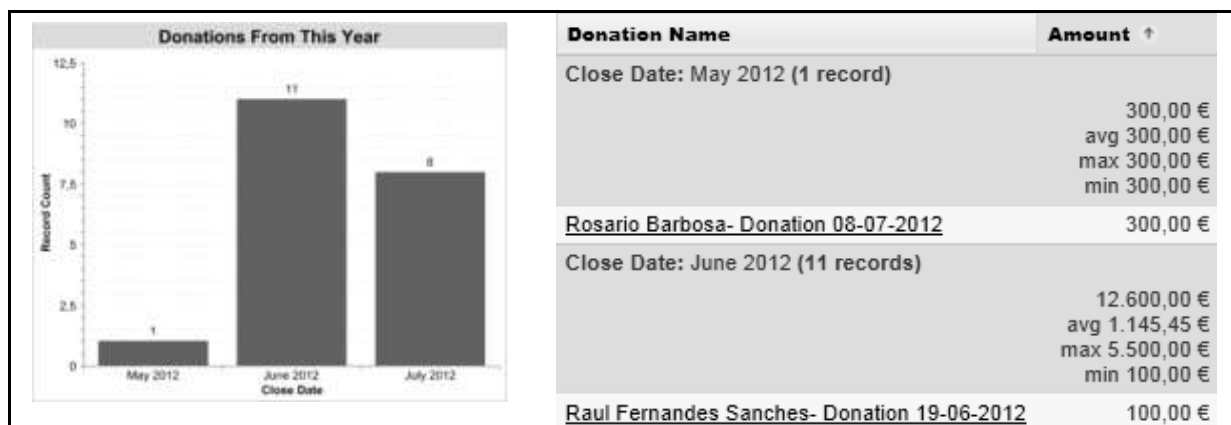 Donations From This Year
12,5
10
7,5
5
2,5
0
Record Count
1
11
8
May 2012
June 2012
July 2012
Close Date
Donation Name Amount ↑
Close Date: May 2012 (1 record)
300,00 €
avg 300,00 €
max 300,00 €
min 300,00 €
Rosario Barbosa- Donation 08-07-2012 300,00 €
Close Date: June 2012 (11 records)
12.600,00 €
avg 1.145,45 €
max 5.500,00 €
min 100,00 €
Raul Fernandes Sanches- Donation 19-06-2012 100,00 €